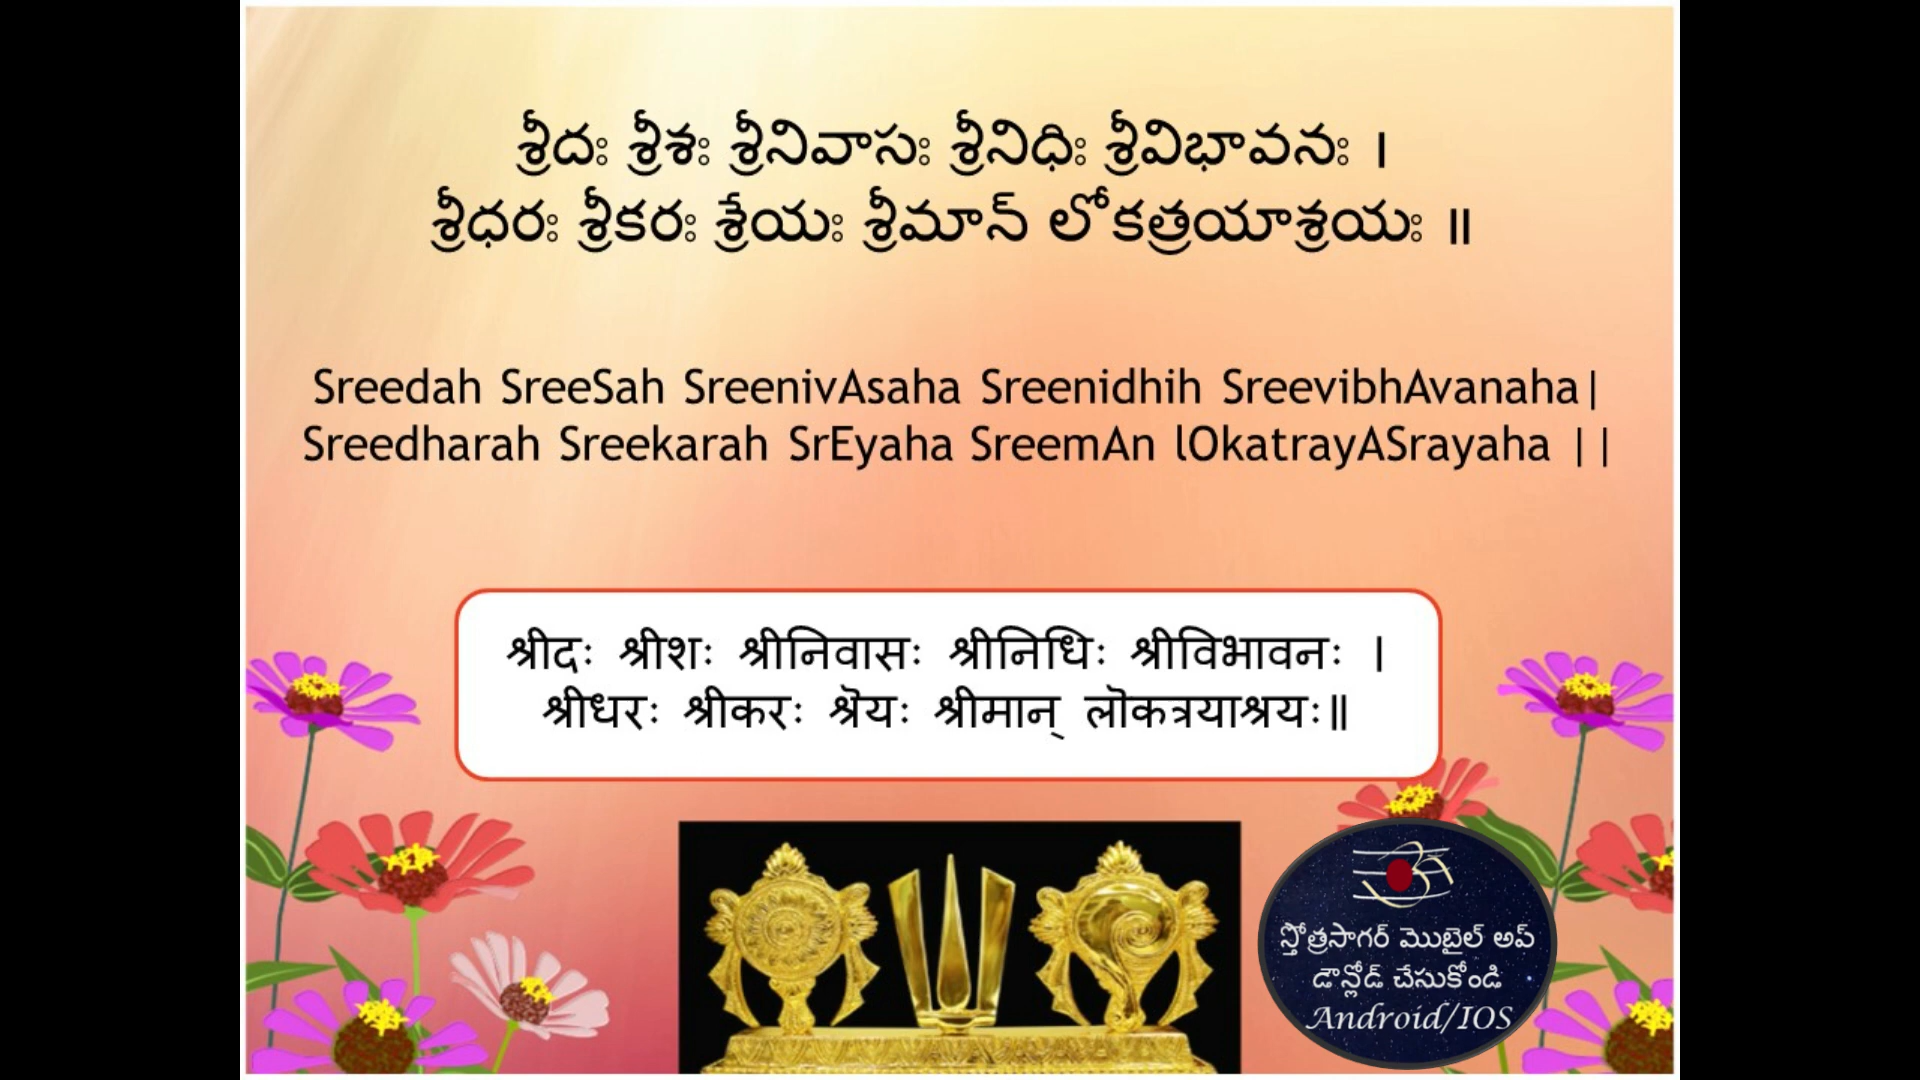 శ్రీదః శ్రీశః శ్రీనివాసః శ్రీనిధిః శ్రీవిభావనః ।
శ్రీధరః శ్రీకరః శ్రేయః శ్రీమాన్ లోకత్రయాశ్రయః ॥
Sreedah SreeSah SreenivAsaha Sreenidhih SreevibhAvanaha|
Sreedharah Sreekarah SrEyaha SreemAn lOkatrayASrayaha ||
श्रीदः श्रीशः श्रीनिवासः श्रीनिधिः श्रीविभावनः ।
श्रीधरः श्रीकरः श्रॆयः श्रीमान् लॊकत्रयाश्रयः॥
స్తోత్రసాగర్ మొబైల్ అప్
డౌన్లోడ్ చేసుకోండి
Android/IOS